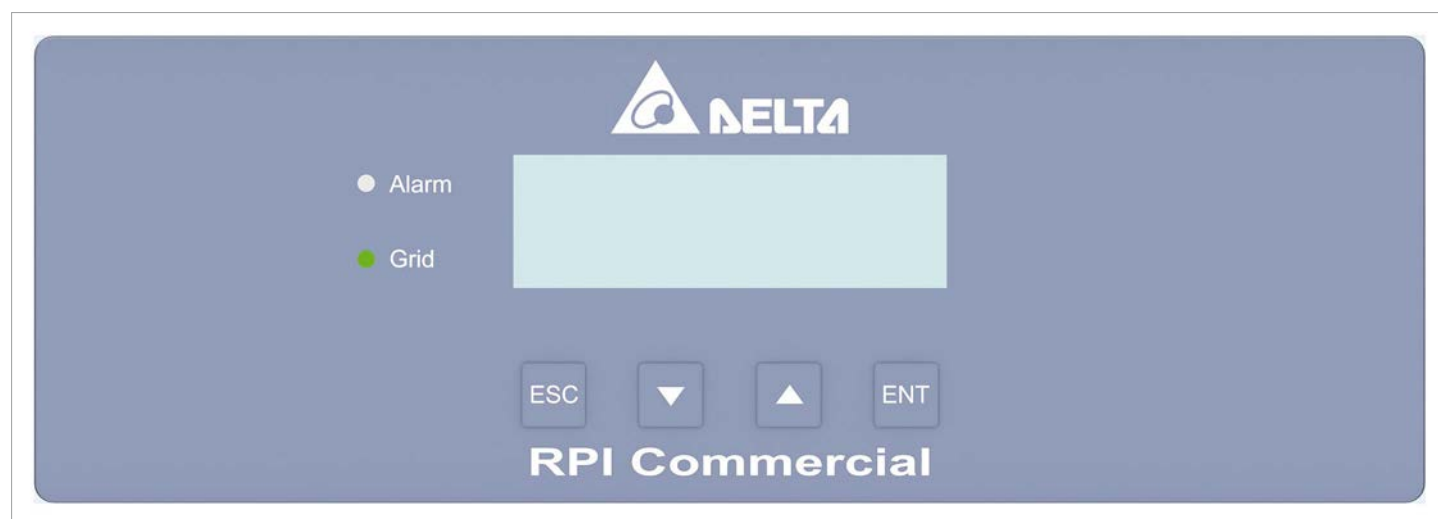 DELTA
Alarm
Grid
ESC
ENT
RPI Commercial